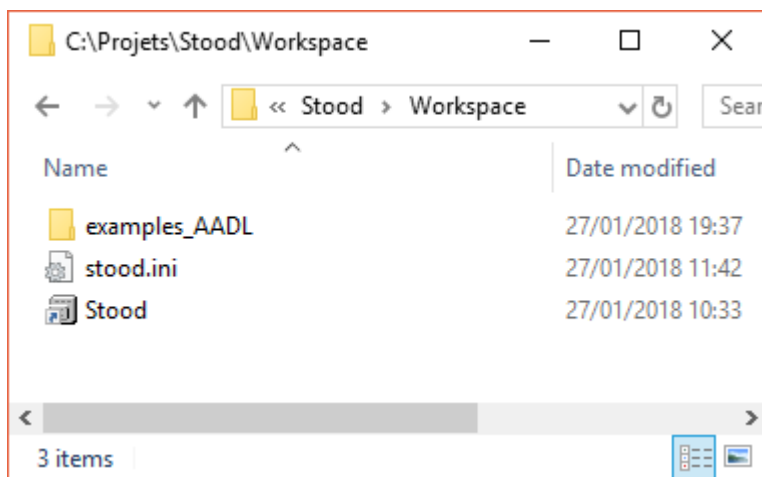 C:\Projets\Stood\Workspace
« Stood > Workspace
Sear
Name
Date modified
examples_AADL
27/01/2018 19:37
stood.ini
27/01/2018 11:42
Stood
27/01/2018 10:33
3 items